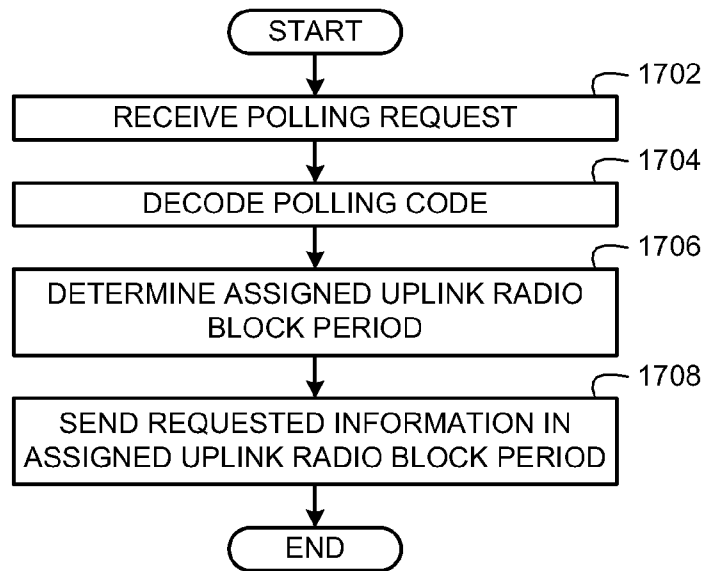 START
1702
RECEIVE POLLING REQUEST
1704
DECODE POLLING CODE
1706
DETERMINE ASSIGNED UPLINK RADIO
BLOCK PERIOD
1708
SEND REQUESTED INFORMATION IN
ASSIGNED UPLINK RADIO BLOCK PERIOD
END